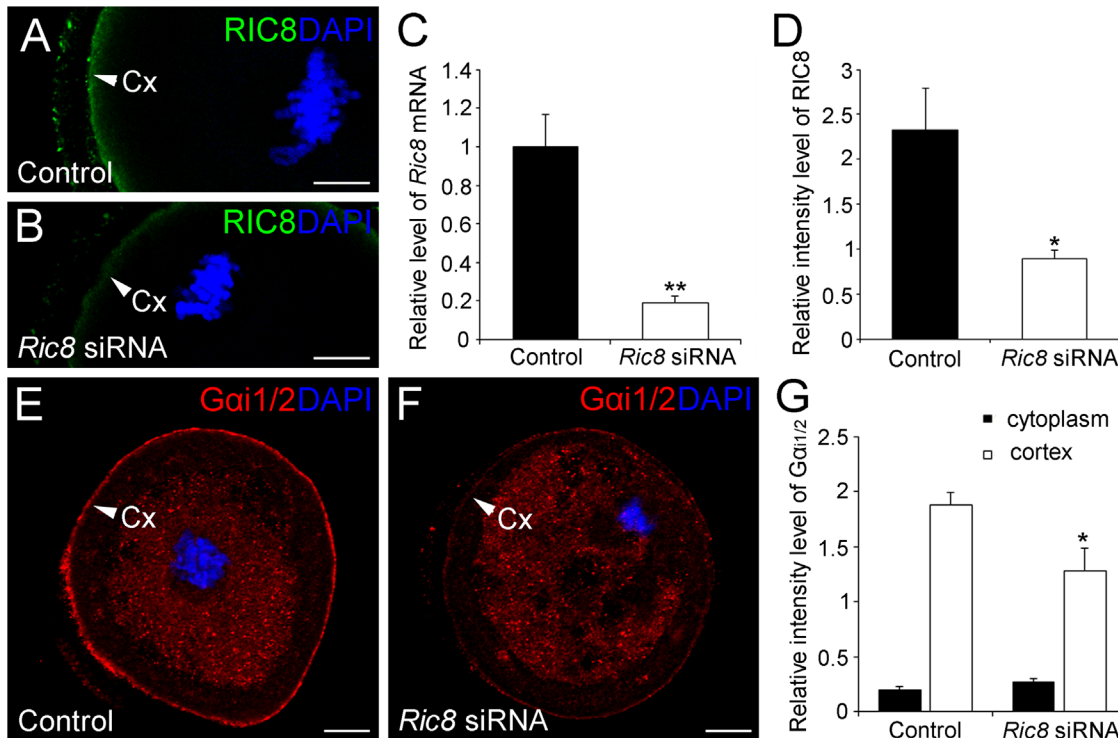 A
RIC8DAPI
Cx
Control
B
RIC8DAPI
Cx
Ric8 siRNA
C
Relative level of Ric8 mRNA
1.4
1.2
1
0.8
0.6
0.4
0.2
0
**
Control
Ric8 siRNA
D
Relative intensity level of RIC8
3
2.5
2
1.5
1
0.5
0
*
Control
Ric8 siRNA
E
Gαi1/2DAPI
Cx
Control
F
Gαi1/2DAPI
Cx
Ric8 siRNA
G
cytoplasm
cortex
Relative intensity level of Gαi1/2
2.5
2
1.5
1
0.5
0
*
Control
Ric8 siRNA